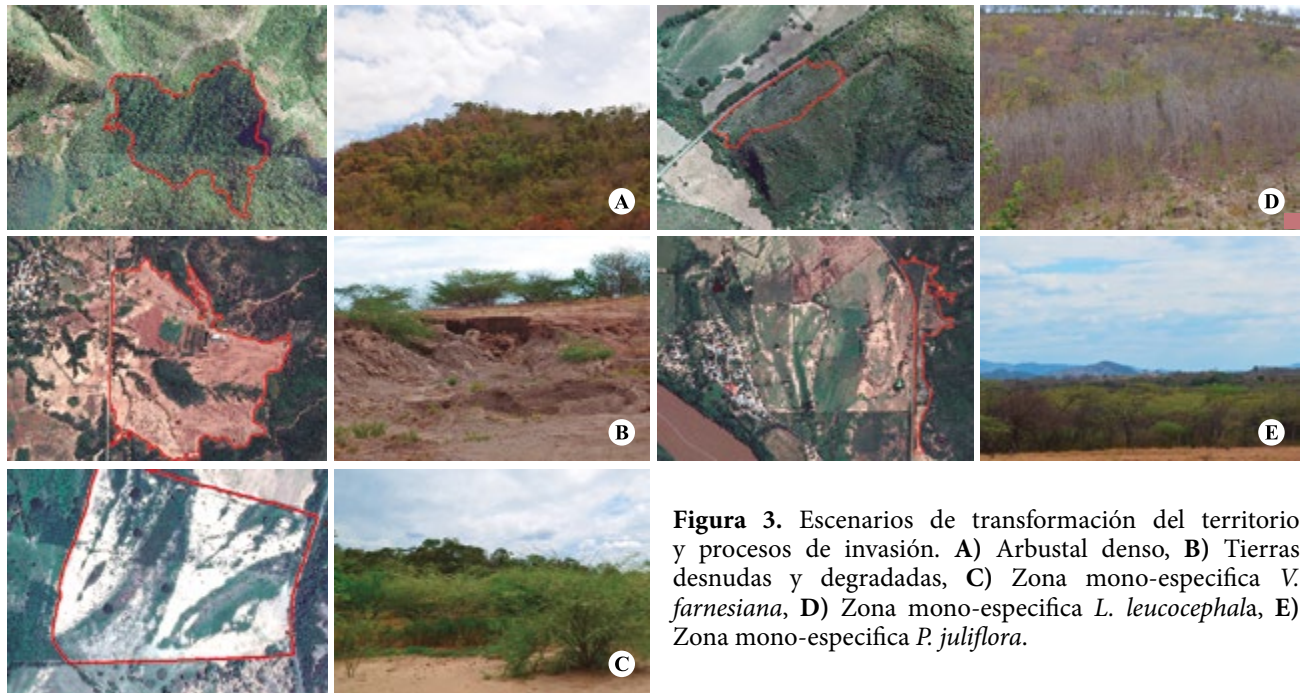 A
D
B
E
C
Figura 3. Escenarios de transformación del territorio
y procesos de invasión. A) Arbustal denso, B) Tierras
desnudas y degradadas, C) Zona mono-especifica V.
farnesiana, D) Zona mono-especifica L. leucocephala, E)
Zona mono-especifica P. juliflora.